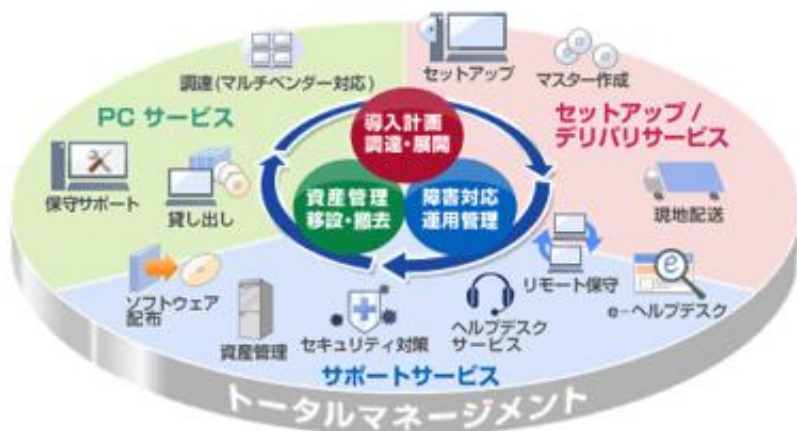 調達(マルチベンダー対応)
PC サービス
保守サポート
貸し出し
セットアップ
マスター作成
セットアップ /
デリバリサービス
現地配送
導入計画
調達・展開
資産管理
移設・撤去
障害対応
運用管理
ソフトウェア
配布
資産管理
セキュリティ対策
ヘルプデスク
サービス
リモート保守
e-ヘルプデスク
サポートサービス
トータルマネージメント